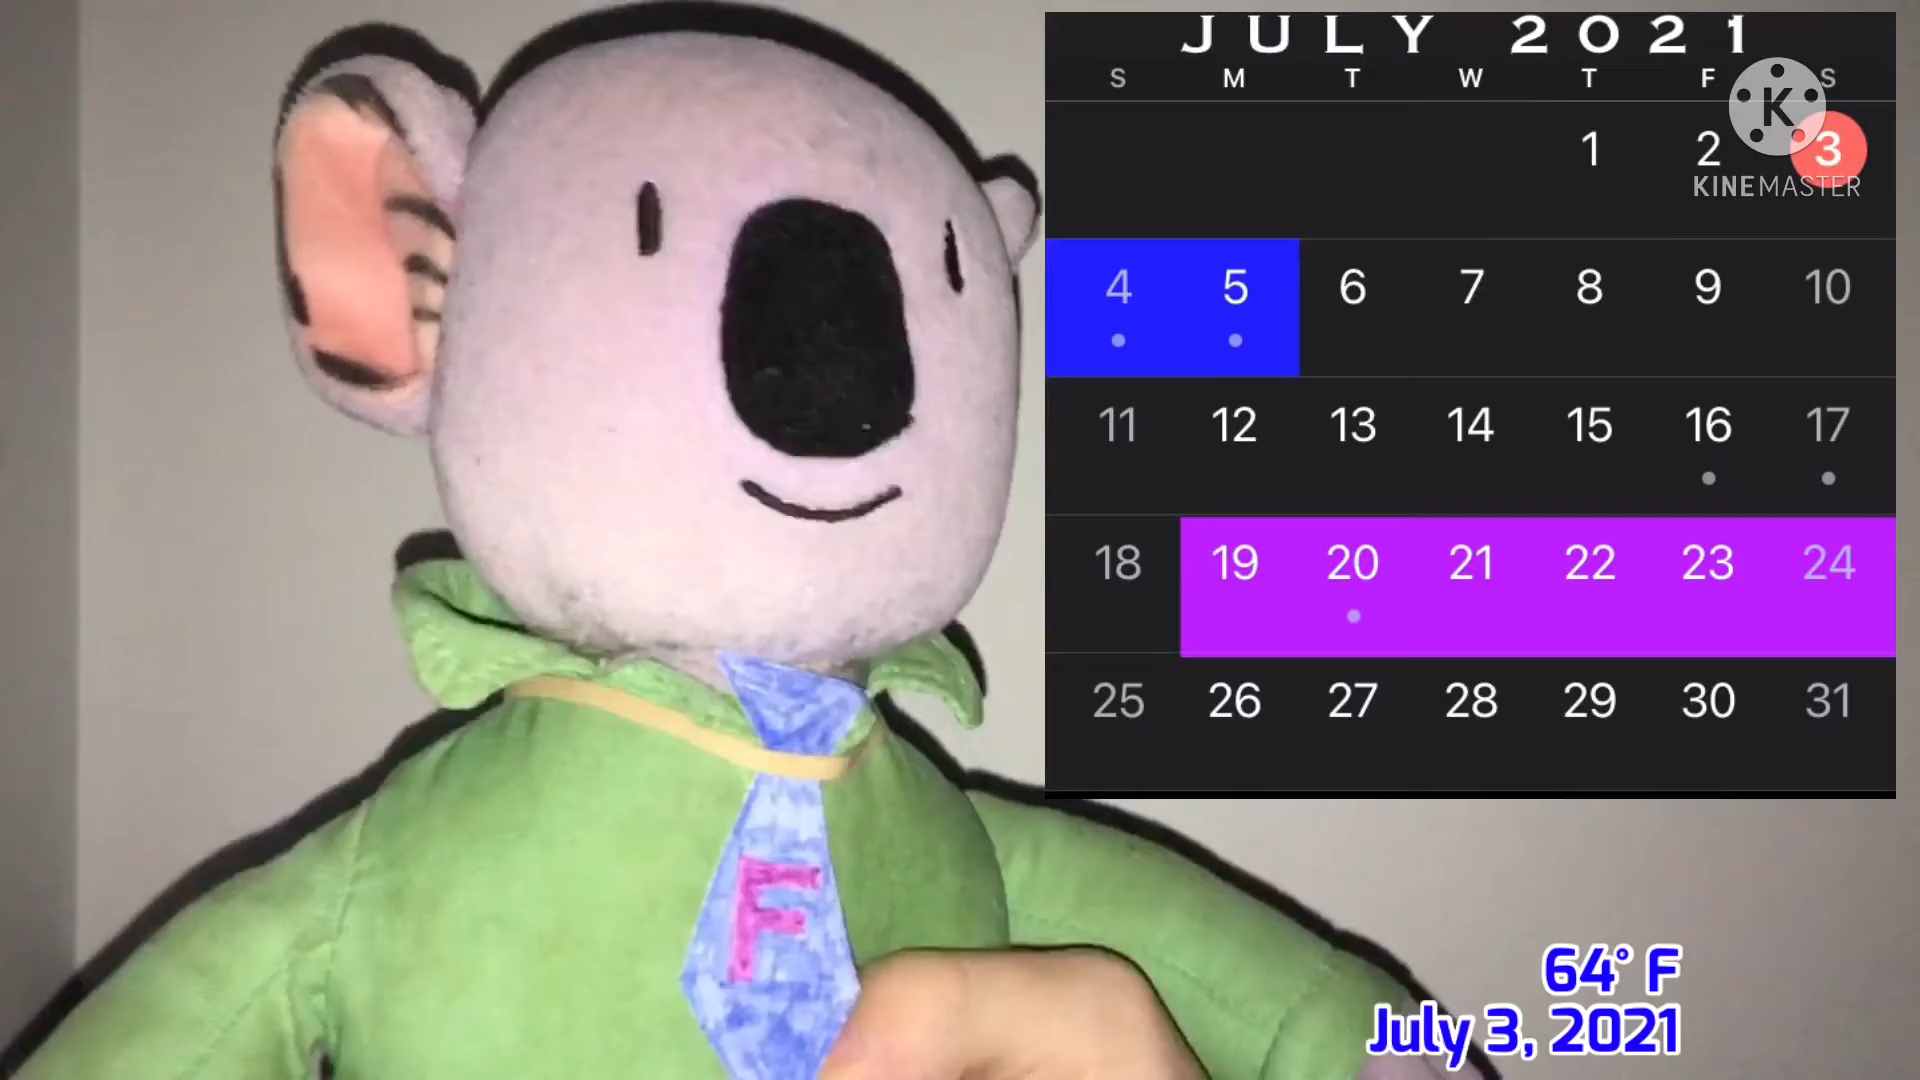 JULY 2021
S M T W T F S
1 2 3
KINEMASTER
4 5 6 7 8 9 10
11 12 13 14 15 16 17
18 19 20 21 22 23 24
25 26 27 28 29 30 31
F
64° F
July 3, 2021